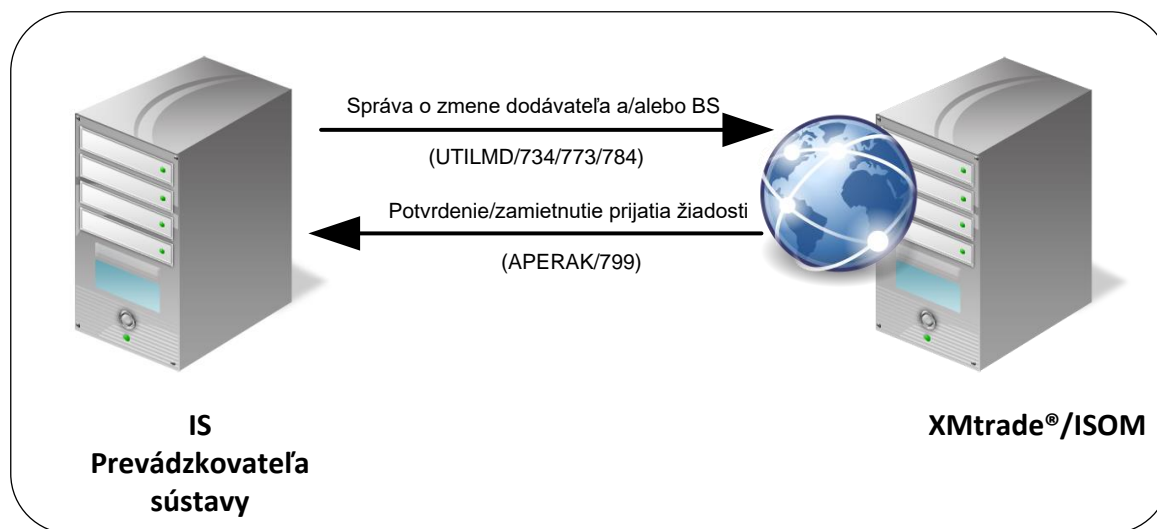 Správa o zmene dodávateľa a/alebo BS
(UTILMD/734/773/784)
Potvrdenie/zamietnutie prijatia žiadosti
(APERAK/799)
IS
Prevádzkovateľa
sústavy
XMtrade®/ISOM